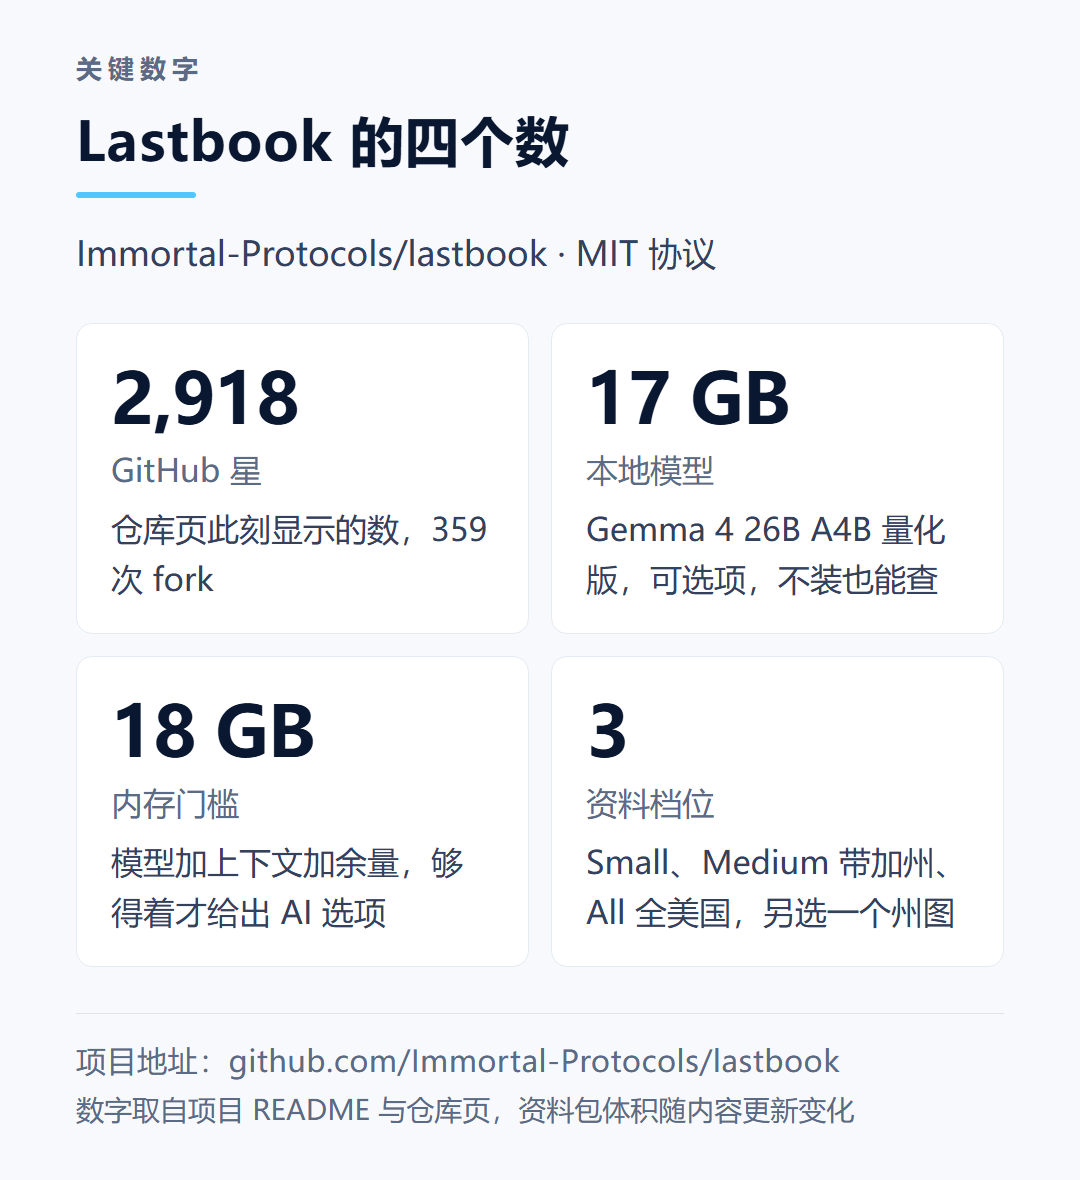 关键数字
Lastbook 的四个数
Immortal-Protocols/lastbook · MIT 协议
2,918
GitHub 星
仓库页此刻显示的数，359
次 fork
17 GB
本地模型
Gemma 4 26B A4B 量化
版，可选项，不装也能查
18 GB
内存门槛
模型加上下文加余量，够
得着才给出 AI 选项
3
资料档位
Small、Medium 带加州、
All 全美国，另选一个州图
项目地址：github.com/Immortal-Protocols/lastbook
数字取自项目 README 与仓库页，资料包体积随内容更新变化